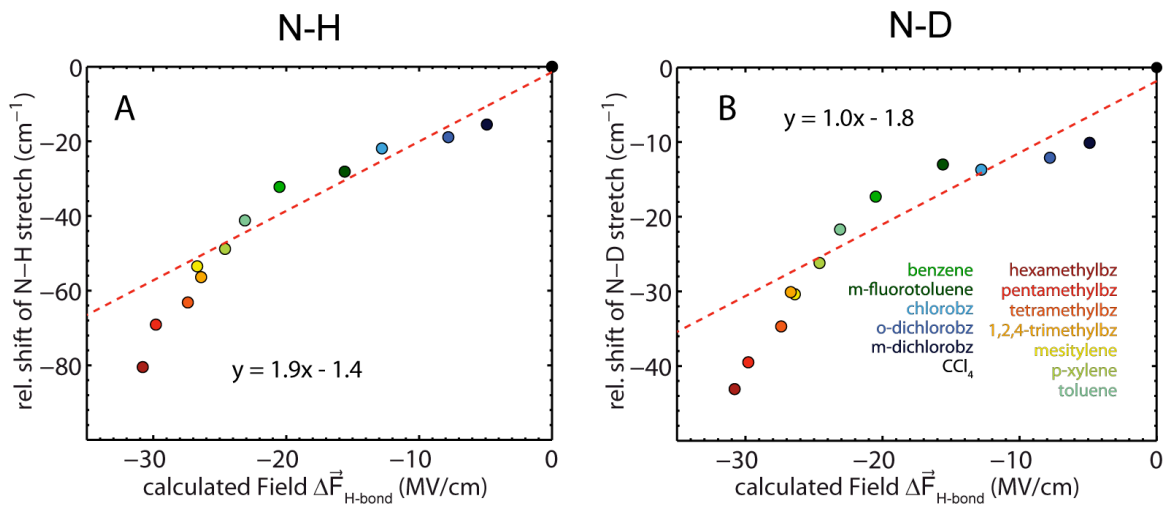 N-H
N-D
A
y = 1.9x - 1.4
0
−20
−40
−60
−80
rel. shift of N−H stretch (cm⁻¹)
−30
−20
−10
0
calculated Field ΔF⃗H-bond (MV/cm)
B
y = 1.0x - 1.8
0
−10
−20
−30
−40
rel. shift of N−D stretch (cm⁻¹)
benzene
m-fluorotoluene
chlorobz
o-dichlorobz
m-dichlorobz
CCl₄
hexamethylbz
pentamethylbz
tetramethylbz
1,2,4-trimethylbz
mesitylene
p-xylene
toluene
−30
−20
−10
0
calculated Field ΔF⃗H-bond (MV/cm)